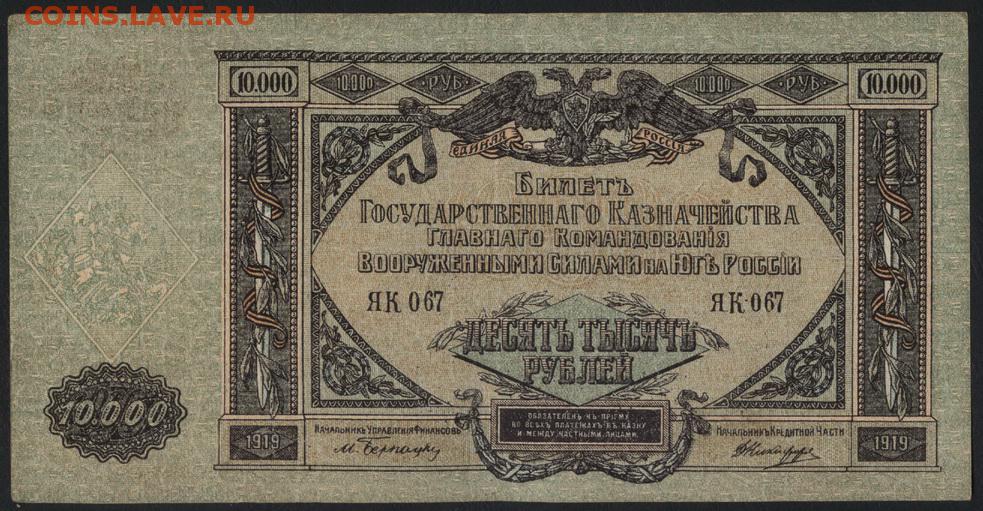 COINS.LAVE.RU
10.000 10.000 РУБ 10.000 РУБ 10.000
ЕДИНАЯ РОССІЯ
БИЛЕТЪ
ГОСУДАРСТВЕННАГО КАЗНАЧЕЙСТВА
ГЛАВНАГО КОМАНДОВАНІЯ
ВООРУЖЕННЫМИ СИЛАМИ НА ЮГѢ РОССІИ
ЯК 067 ЯК-067
ДЕСЯТЬ ТЫСЯЧЪ
РУБЛЕЙ
10.000
ОБЯЗАТЕЛЕНЪ КЪ ПРІЕМУ
ВО ВСѢХЪ ПЛАТЕЖАХЪ ВЪ КАЗНУ
И МЕЖДУ ЧАСТНЫМИ ЛИЦАМИ.
НАЧАЛЬНИКЪ УПРАВЛЕНІЯ ФИНАНСОВЪ НАЧАЛЬНИКЪ КРЕДИТНОЙ ЧАСТИ
1919 1919